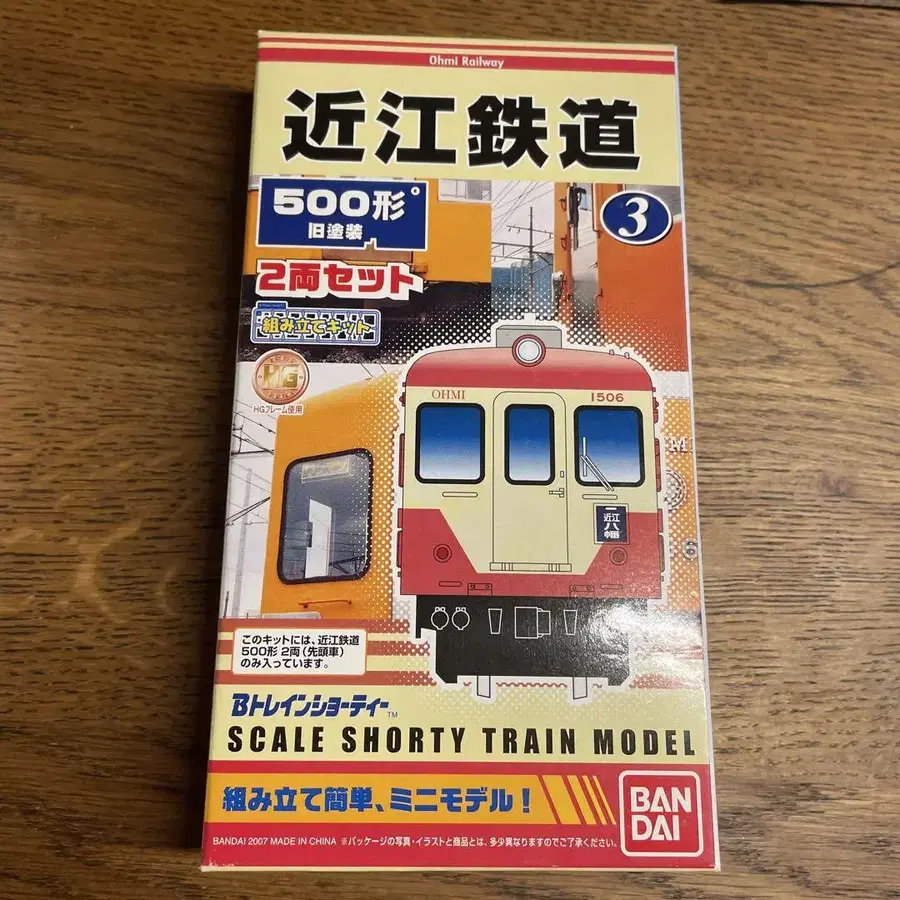 Ohmi Railway
近江鉄道
500形
旧塗装
3
2両セット
組み立てキット
HG
HGフレーム使用
OHMI
1506
近江
八幡
このキットには、近江鉄道
500形 2両(先頭車)
のみ入っています。
Bトレインショーティー™
SCALE SHORTY TRAIN MODEL
組み立て簡単、ミニモデル!
BAN
DAI
BANDAI 2007 MADE IN CHINA ※パッケージの写真・イラストと商品とは、多少異なりますのでご了承ください。